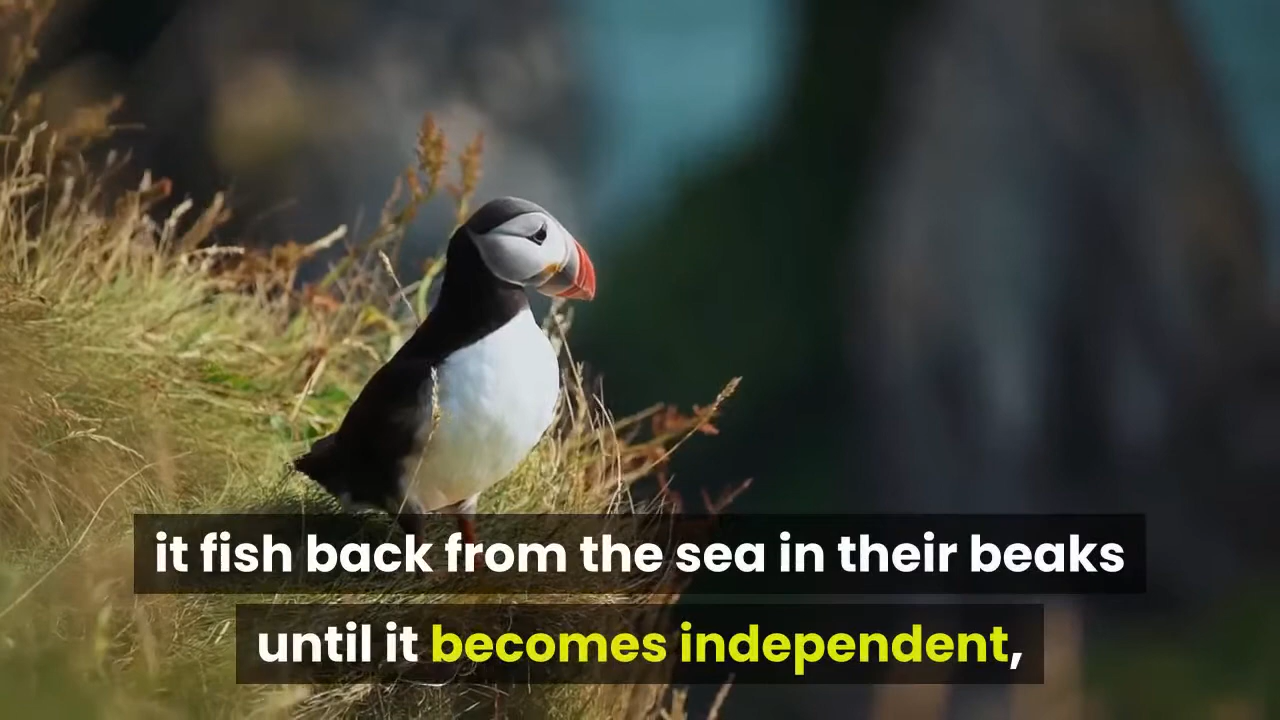 it fish back from the sea in their beaks
until it becomes independent,